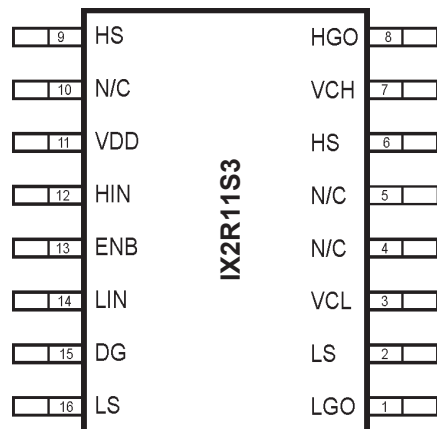 9 HS HGO 8
10 N/C VCH 7
11 VDD HS 6
12 HIN N/C 5
13 ENB N/C 4
14 LIN VCL 3
15 DG LS 2
16 LS LGO 1
IX2R11S3